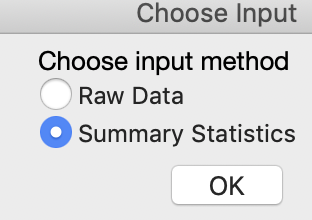 Choose Input
Choose input method
Raw Data
Summary Statistics
OK